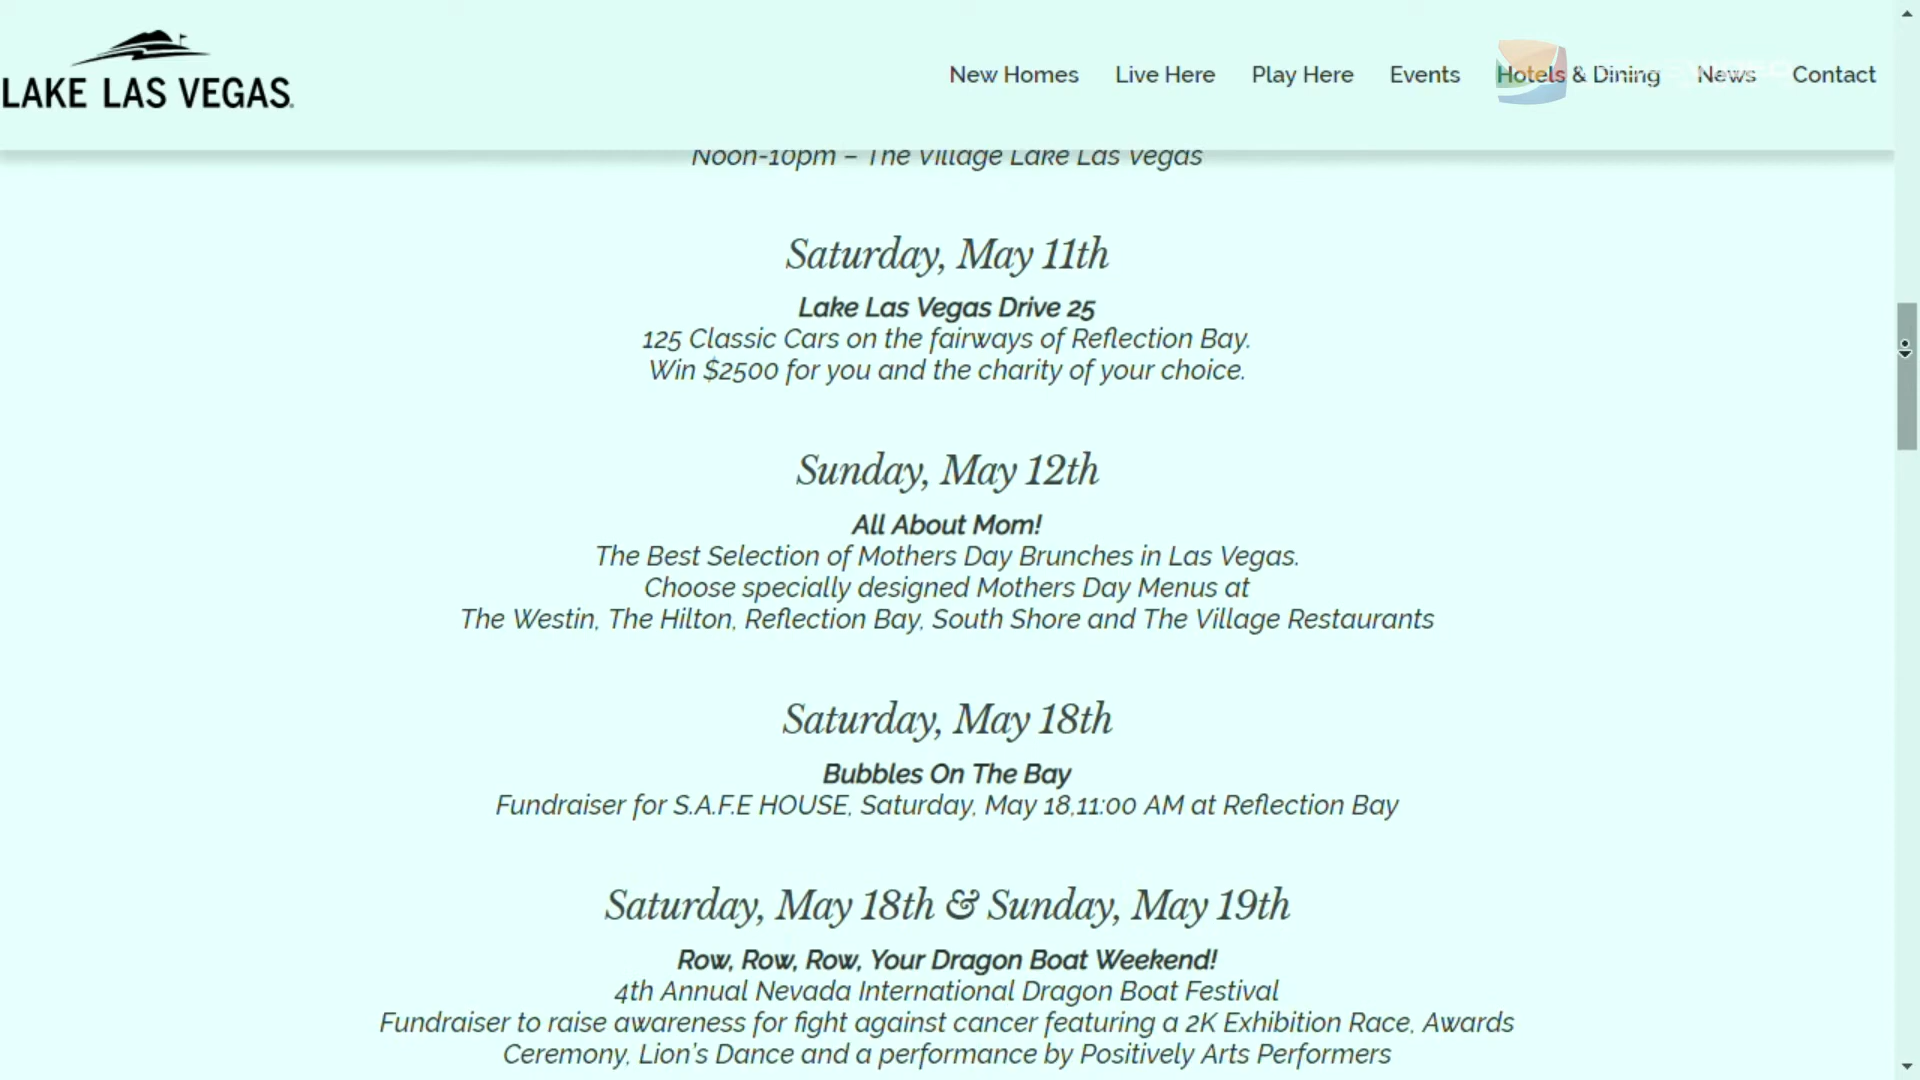 LAKE LAS VEGAS.
New Homes Live Here Play Here Events Hotels & Dining News Contact
Noon-10pm – The Village Lake Las Vegas
Saturday, May 11th
Lake Las Vegas Drive 25
125 Classic Cars on the fairways of Reflection Bay.
Win $2500 for you and the charity of your choice.
Sunday, May 12th
All About Mom!
The Best Selection of Mothers Day Brunches in Las Vegas.
Choose specially designed Mothers Day Menus at
The Westin, The Hilton, Reflection Bay, South Shore and The Village Restaurants
Saturday, May 18th
Bubbles On The Bay
Fundraiser for S.A.F.E HOUSE, Saturday, May 18,11:00 AM at Reflection Bay
Saturday, May 18th & Sunday, May 19th
Row, Row, Row, Your Dragon Boat Weekend!
4th Annual Nevada International Dragon Boat Festival
Fundraiser to raise awareness for fight against cancer featuring a 2K Exhibition Race, Awards
Ceremony, Lion's Dance and a performance by Positively Arts Performers